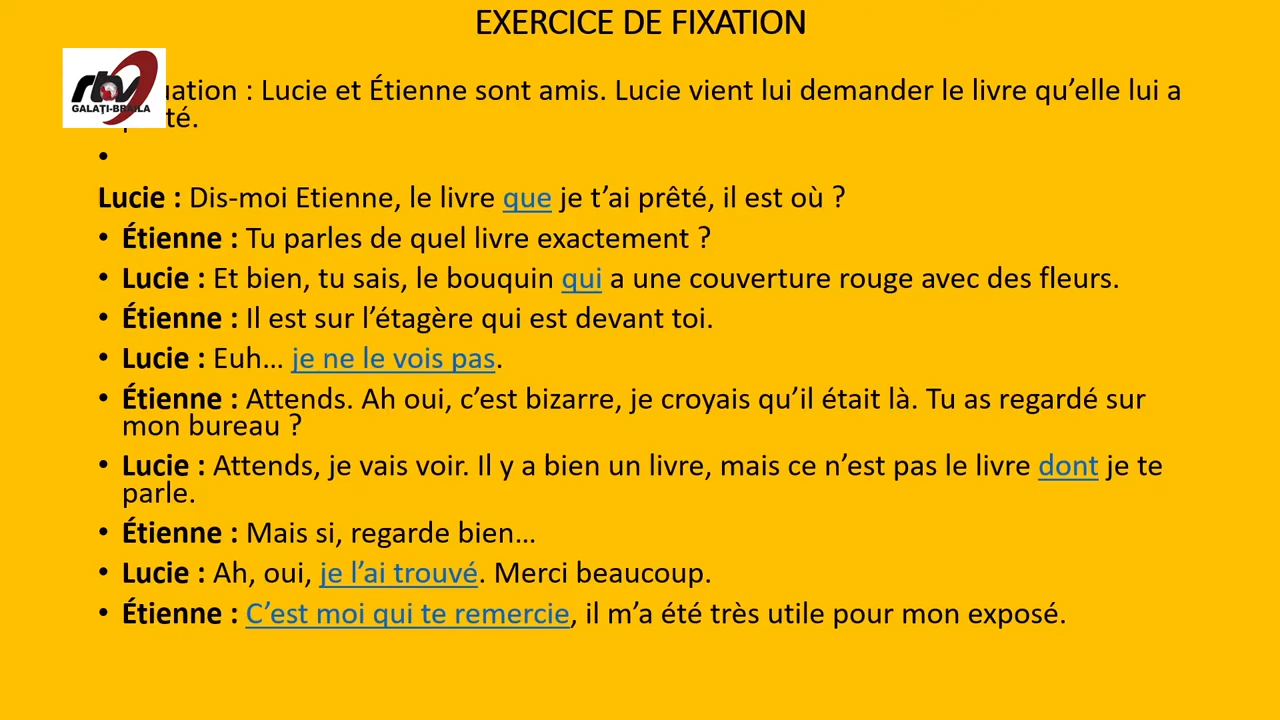 EXERCICE DE FIXATION
rtv
GALAȚI-BRĂILA
: Lucie et Étienne sont amis. Lucie vient lui demander le livre qu’elle lui a
•
Lucie : Dis-moi Etienne, le livre que je t’ai prêté, il est où ?
• Étienne : Tu parles de quel livre exactement ?
• Lucie : Et bien, tu sais, le bouquin qui a une couverture rouge avec des fleurs.
• Étienne : Il est sur l’étagère qui est devant toi.
• Lucie : Euh… je ne le vois pas.
• Étienne : Attends. Ah oui, c’est bizarre, je croyais qu’il était là. Tu as regardé sur
mon bureau ?
• Lucie : Attends, je vais voir. Il y a bien un livre, mais ce n’est pas le livre dont je te
parle.
• Étienne : Mais si, regarde bien…
• Lucie : Ah, oui, je l’ai trouvé. Merci beaucoup.
• Étienne : C’est moi qui te remercie, il m’a été très utile pour mon exposé.